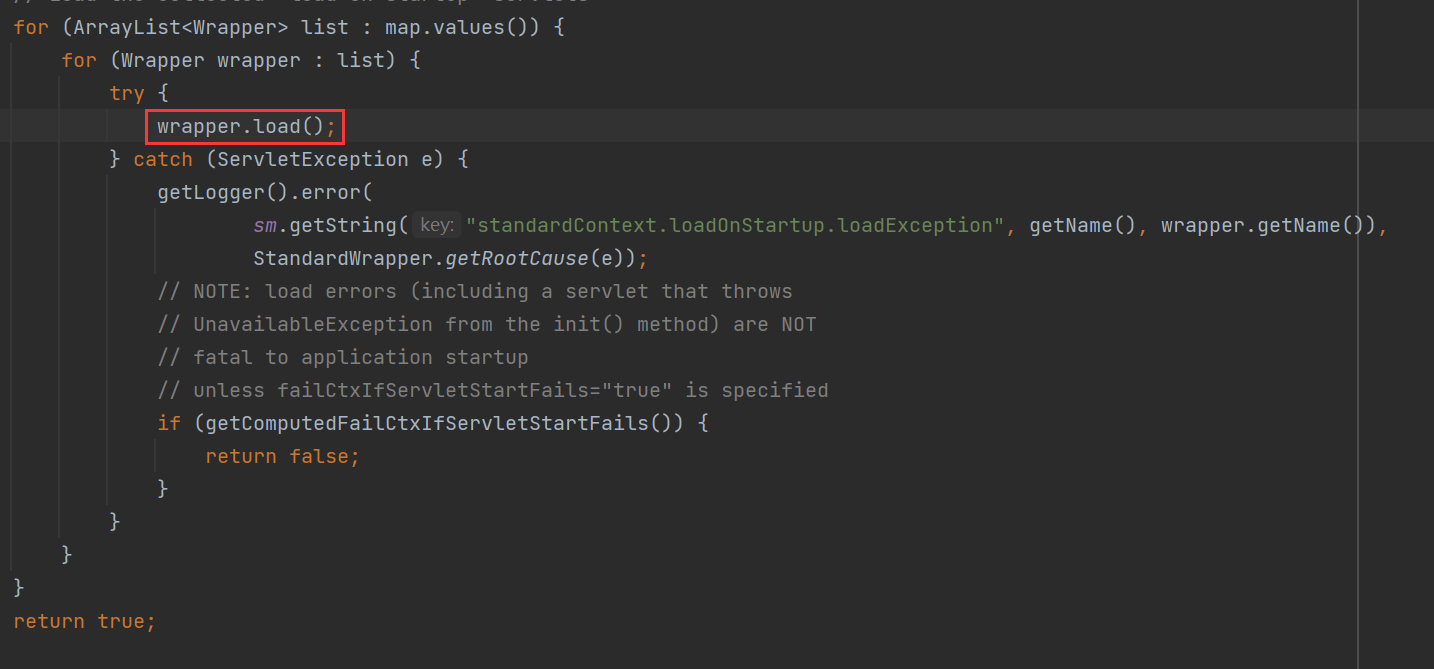 for (ArrayList<Wrapper> list : map.values()) {
for (Wrapper wrapper : list) {
try {
wrapper.load();
} catch (ServletException e) {
getLogger().error(
sm.getString( key: "standardContext.loadOnStartup.loadException", getName(), wrapper.getName()),
StandardWrapper.getRootCause(e));
// NOTE: load errors (including a servlet that throws
// UnavailableException from the init() method) are NOT
// fatal to application startup
// unless failCtxIfServletStartFails="true" is specified
if (getComputedFailCtxIfServletStartFails()) {
return false;
}
}
}
}
return true;